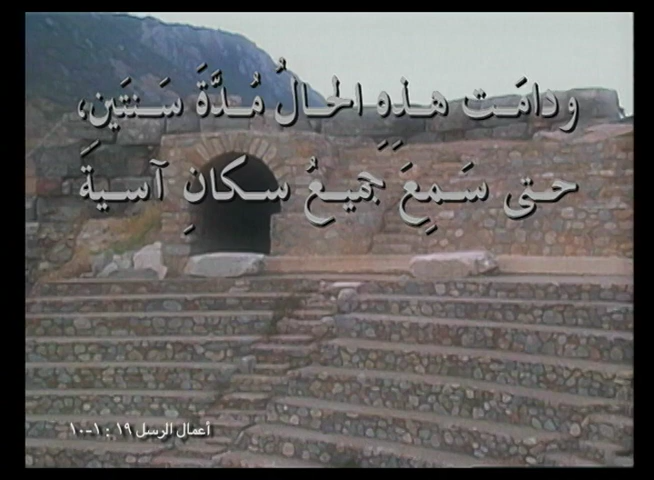 ودامَت هذهِ الحالُ مُدَّةَ سَنتَينِ،
حتى سَمِعَ جَميعُ سكانِ آسيةَ
أعمال الرسل ١٩ : ١-١٠